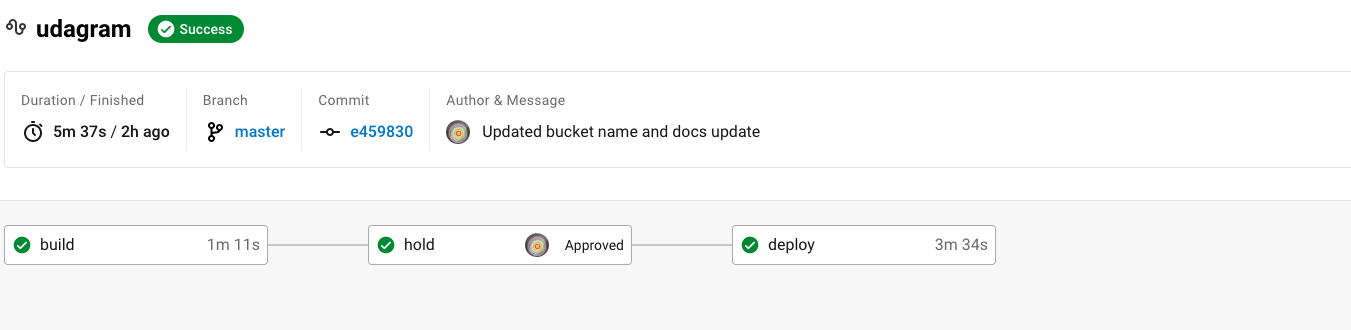 udagram Success
Duration / Finished Branch Commit Author & Message
5m 37s / 2h ago master e459830 Updated bucket name and docs update
build 1m 11s hold Approved deploy 3m 34s